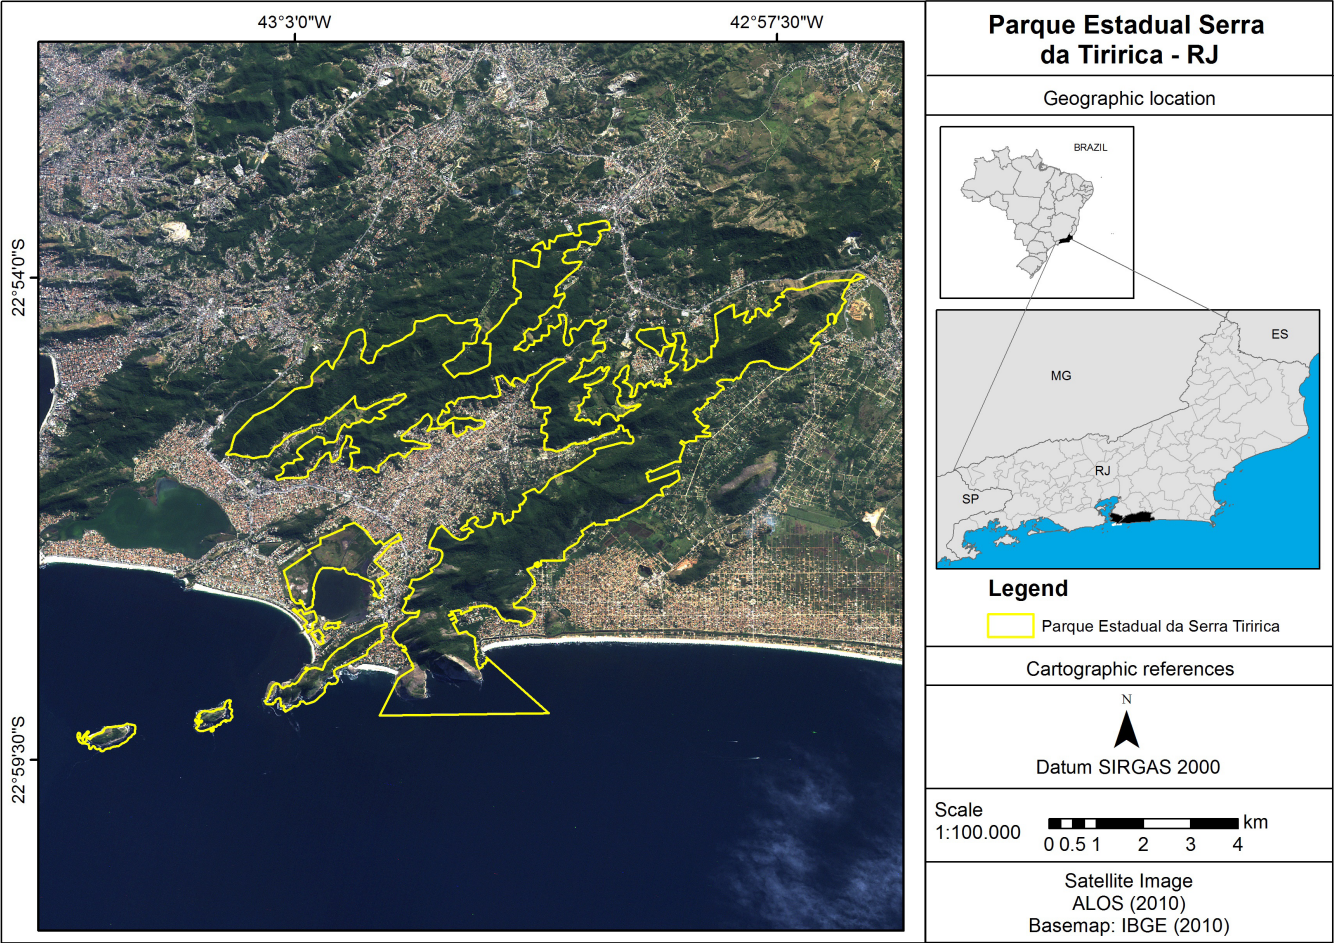 43°3'0"W
42°57'30"W
22°54'0"S
22°59'30"S
Parque Estadual Serra
da Tiririca - RJ
Geographic location
BRAZIL
ES
MG
RJ
SP
Legend
Parque Estadual da Serra Tiririca
Cartographic references
N
Datum SIRGAS 2000
Scale
1:100.000
km
0 0.5 1 2 3 4
Satellite Image
ALOS (2010)
Basemap: IBGE (2010)